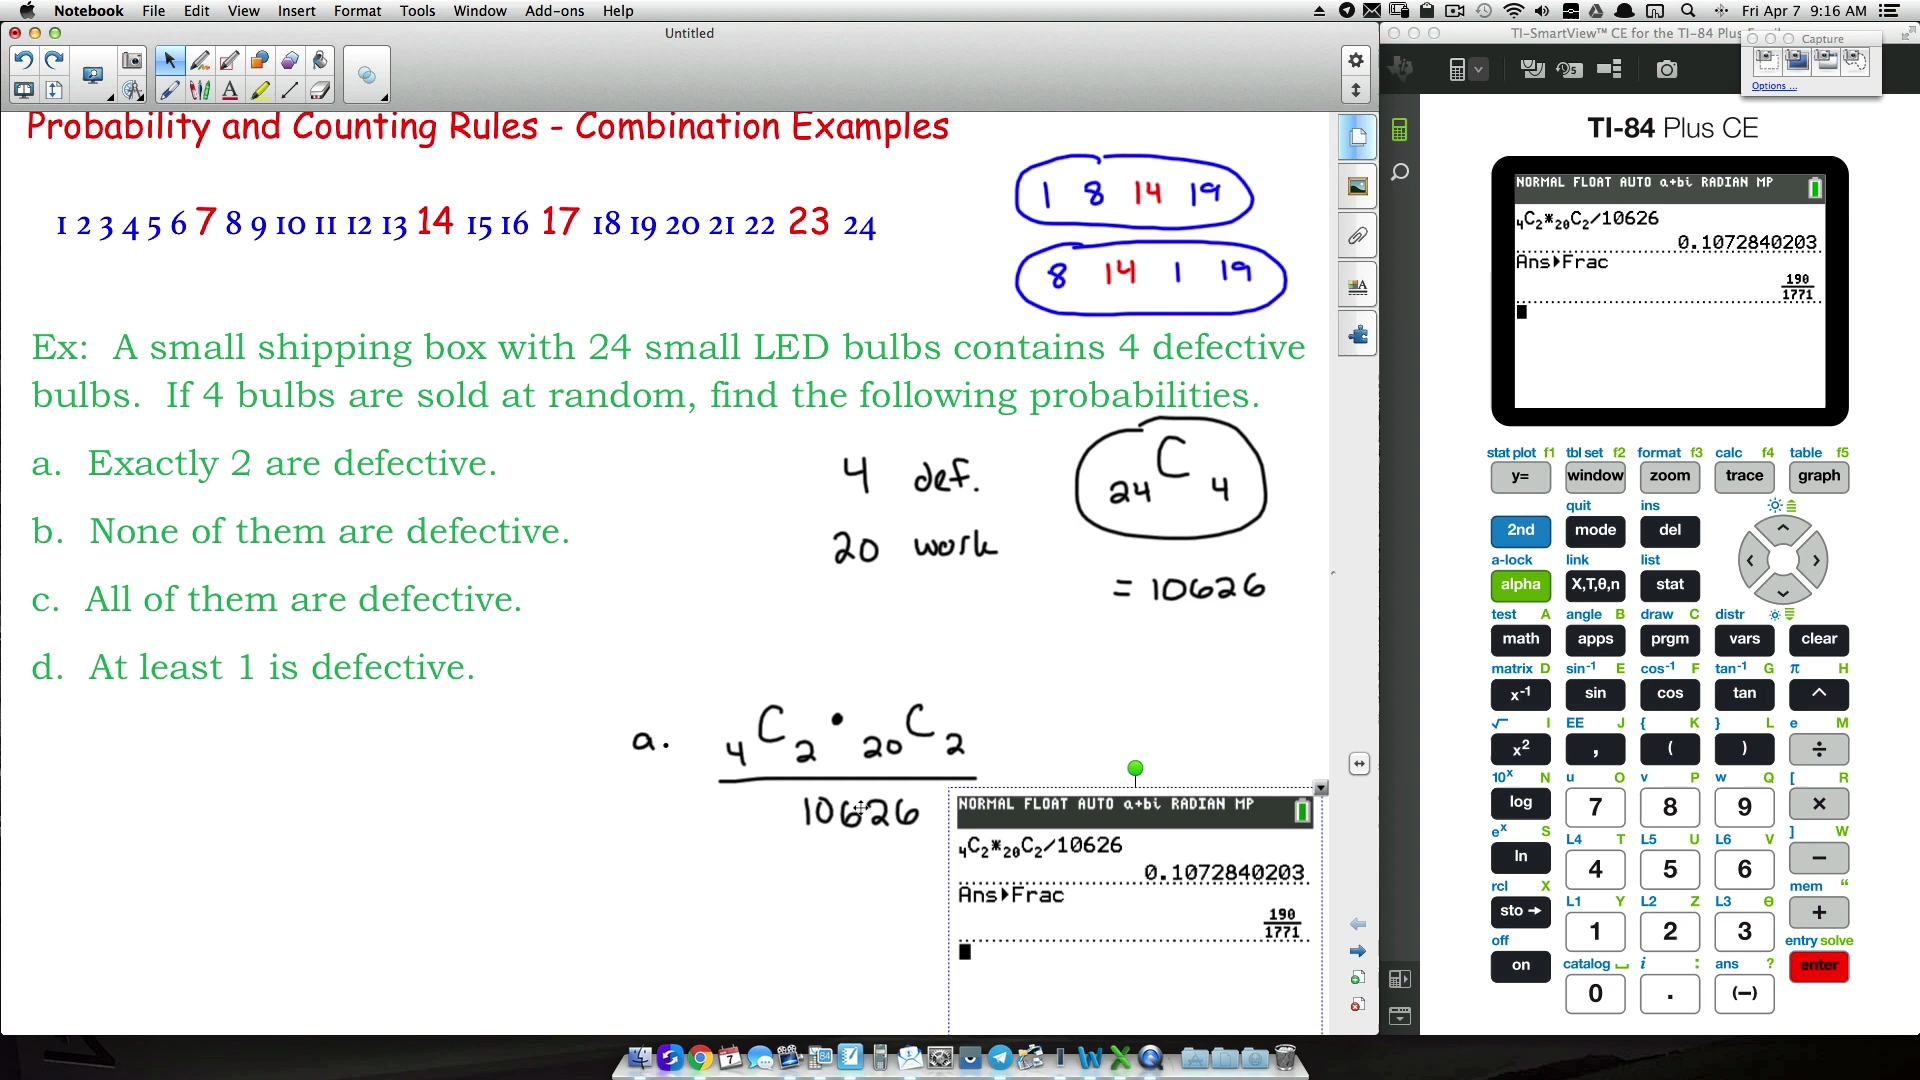 Notebook File Edit View Insert Format Tools Window Add-ons Help
Fri Apr 7 9:16 AM
Untitled
TI-SmartView™ CE for the TI-84 Plus
Capture
Options ...
Probability and Counting Rules - Combination Examples
1 2 3 4 5 6 7 8 9 10 11 12 13 14 15 16 17 18 19 20 21 22 23 24
1 8 14 19
8 14 1 19
Ex: A small shipping box with 24 small LED bulbs contains 4 defective
bulbs. If 4 bulbs are sold at random, find the following probabilities.
a. Exactly 2 are defective.
b. None of them are defective.
c. All of them are defective.
d. At least 1 is defective.
4 def.
20 work
24 C 4
= 10626
a. 4 C 2 • 20 C 2
10626
NORMAL FLOAT AUTO a+bi RADIAN MP
4C2*20C2/10626
0.1072840203
Ans▸Frac
190
1771
TI-84 Plus CE
NORMAL FLOAT AUTO a+bi RADIAN MP
4C2*20C2/10626
0.1072840203
Ans▸Frac
190
1771
stat plot f1 tbl set f2 format f3 calc f4 table f5
y= window zoom trace graph
quit ins
2nd mode del
a-lock link list
alpha X,T,θ,n stat
test A angle B draw C distr
math apps prgm vars clear
matrix D sin⁻¹ E cos⁻¹ F tan⁻¹ G π H
x⁻¹ sin cos tan ^
√ I EE J { K } L e M
x² , ( ) ÷
10ˣ N u O v P w Q [ R
log 7 8 9 ×
eˣ S L4 T L5 U L6 V ] W
ln 4 5 6 −
rcl X L1 Y L2 Z L3 θ mem “
sto → 1 2 3 +
off catalog i : ans ? entry solve
on 0 . (−) enter